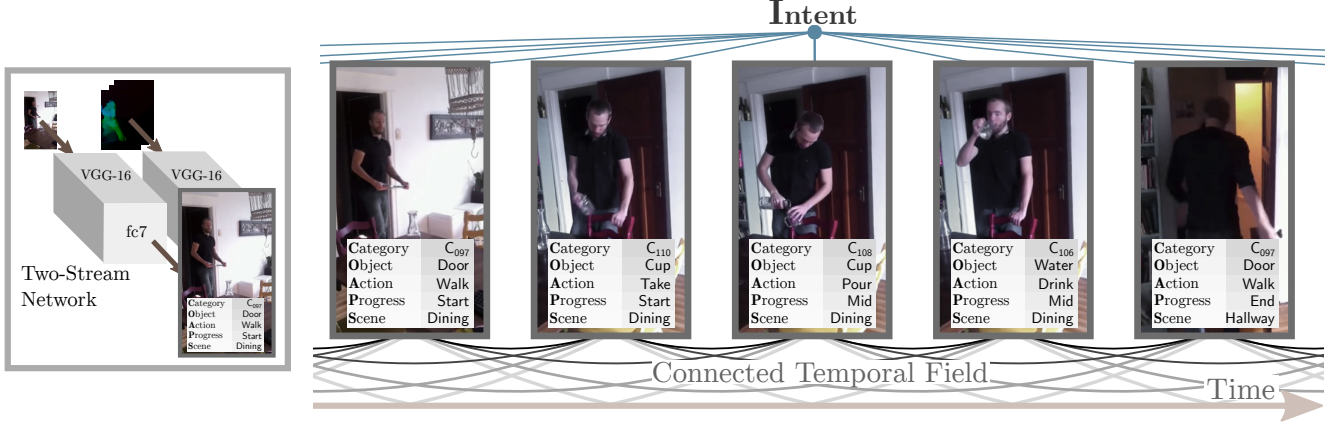 Intent
VGG-16
VGG-16
fc7
Two-Stream
Network
Category C097
Object Door
Action Walk
Progress Start
Scene Dining
Category C097
Object Door
Action Walk
Progress Start
Scene Dining
Category C110
Object Cup
Action Take
Progress Start
Scene Dining
Category C108
Object Cup
Action Pour
Progress Mid
Scene Dining
Category C106
Object Water
Action Drink
Progress Mid
Scene Dining
Category C097
Object Door
Action Walk
Progress End
Scene Hallway
Connected Temporal Field
Time